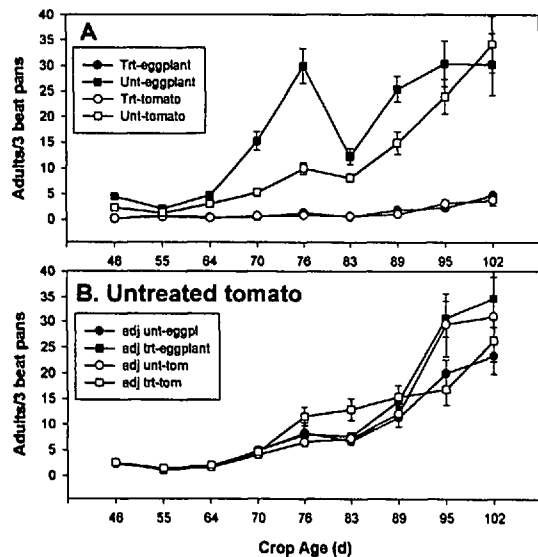 A
Trt-eggplant
Unt-eggplant
Trt-tomato
Unt-tomato
Adults/3 beat pans
40
35
30
25
20
15
10
5
0
46 55 64 70 76 83 89 95 102
B. Untreated tomato
adj unt-eggpl
adj trt-eggplant
adj unt-tom
adj trt-tom
Adults/3 beat pans
40
35
30
25
20
15
10
5
0
46 55 64 70 76 83 89 95 102
Crop Age (d)